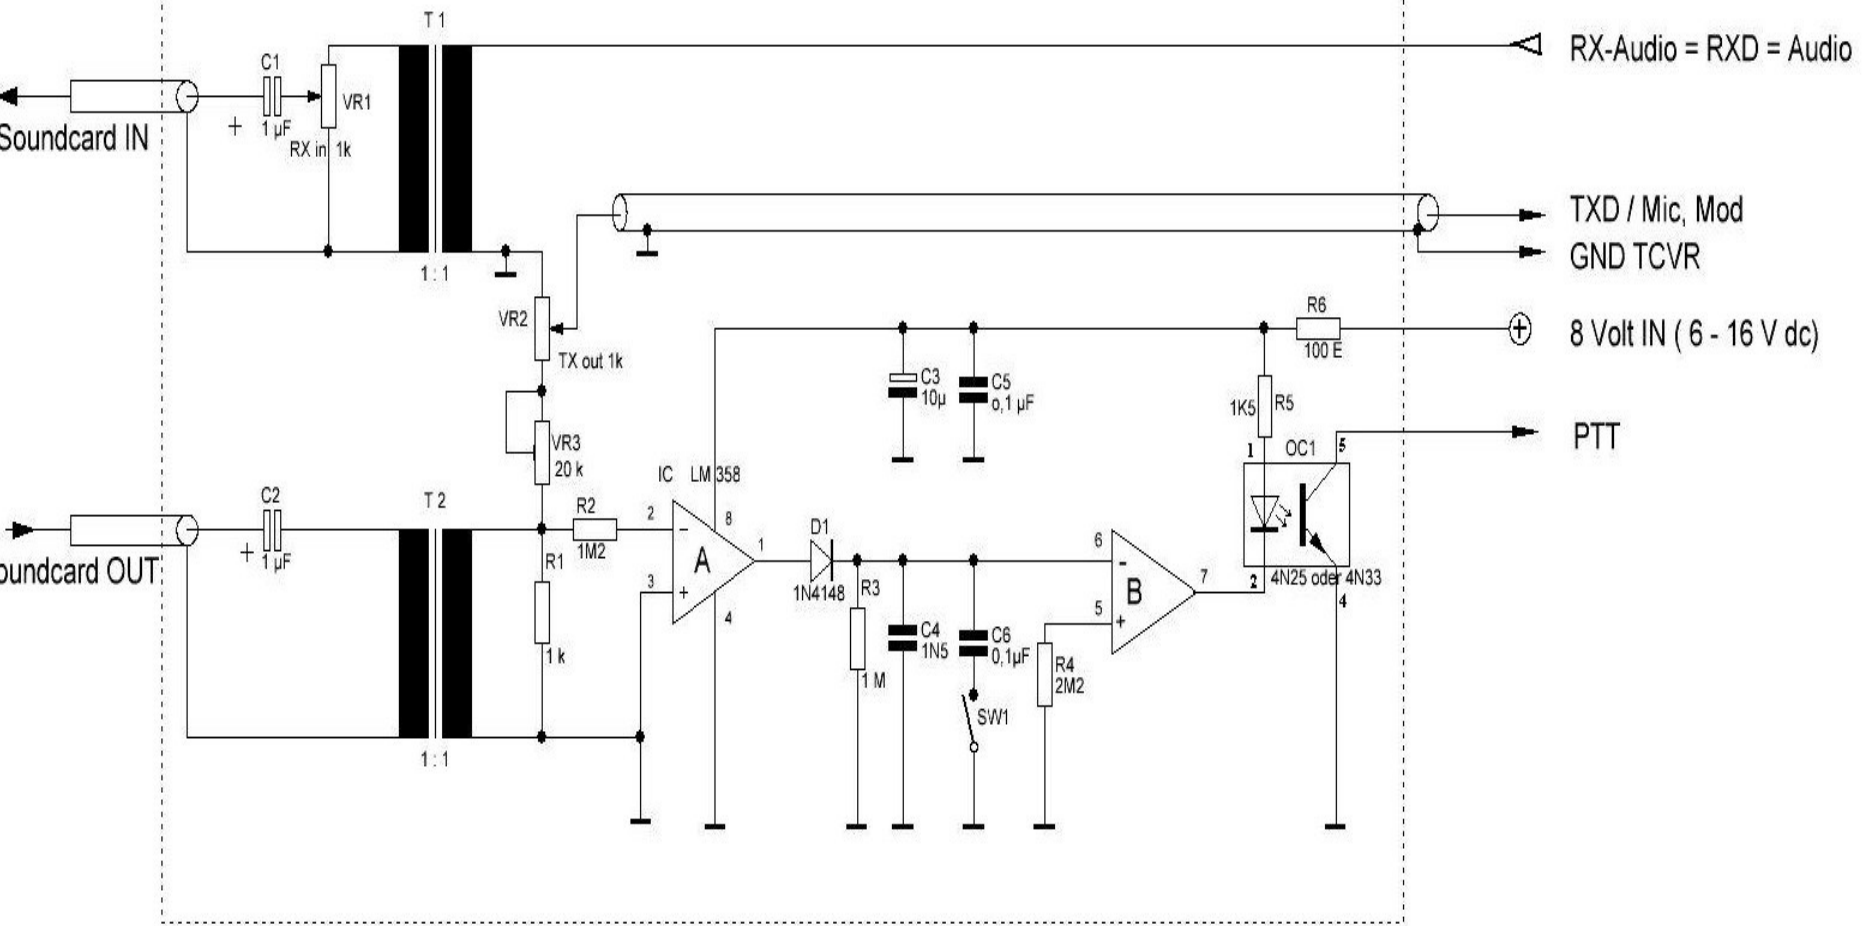 T 1
RX-Audio = RXD = Audio
C1
VR1
+
1 µF
RX in 1k
Soundcard IN
TXD / Mic, Mod
GND TCVR
1 : 1
VR2
TX out 1k
R6
100 E
8 Volt IN ( 6 - 16 V dc)
C3
10µ
C5
o,1 µF
1K5
R5
PTT
VR3
20 k
OC1
1
5
IC LM 358
C2
+
1 µF
T 2
R2
1M2
2
-
8
3
+
A
1
4
D1
1N4148
6
-
B
5
+
7
2
4N25 oder 4N33
4
oundcard OUT
R1
1 k
R3
1 M
C4
1N5
C6
0,1µF
R4
2M2
SW1
1 : 1